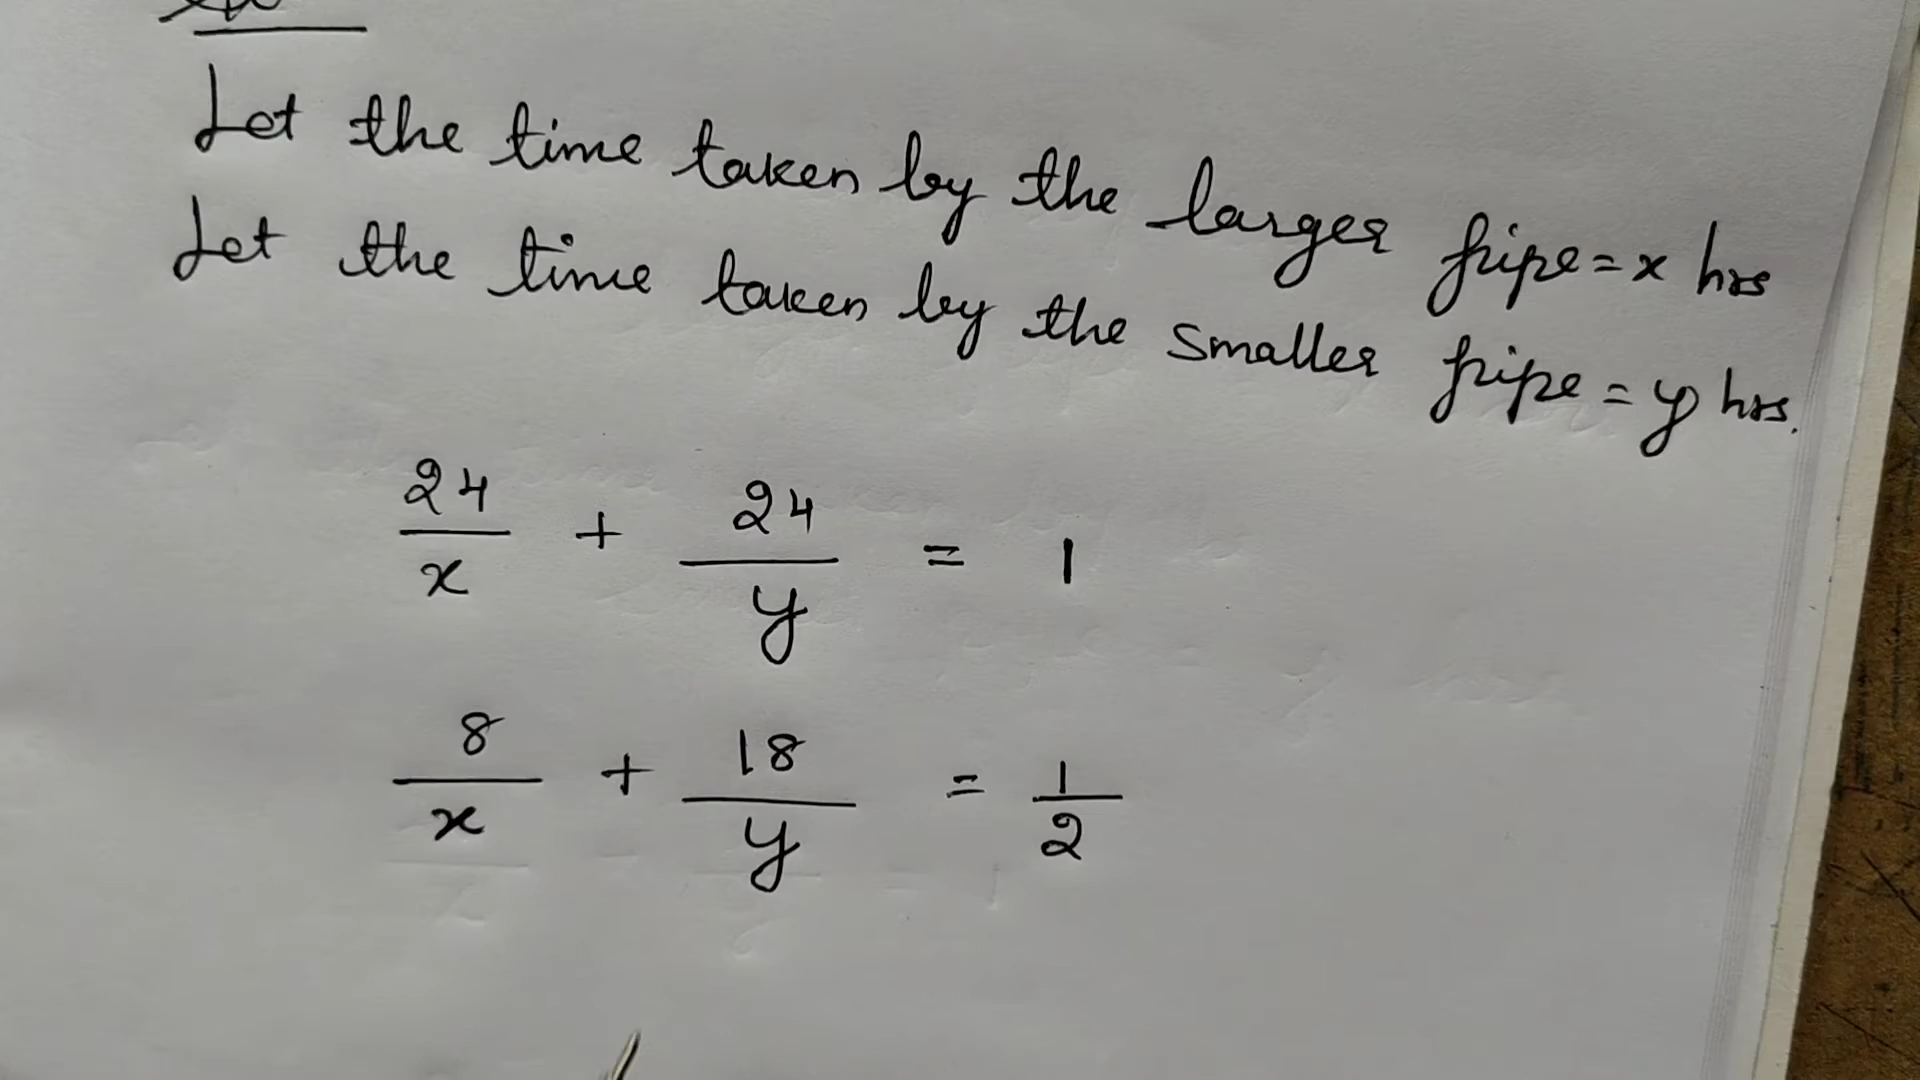 Let the time taken by the larger pipe = x hrs
Let the time taken by the smaller pipe = y hrs.
24/x + 24/y = 1
8/x + 18/y = 1/2